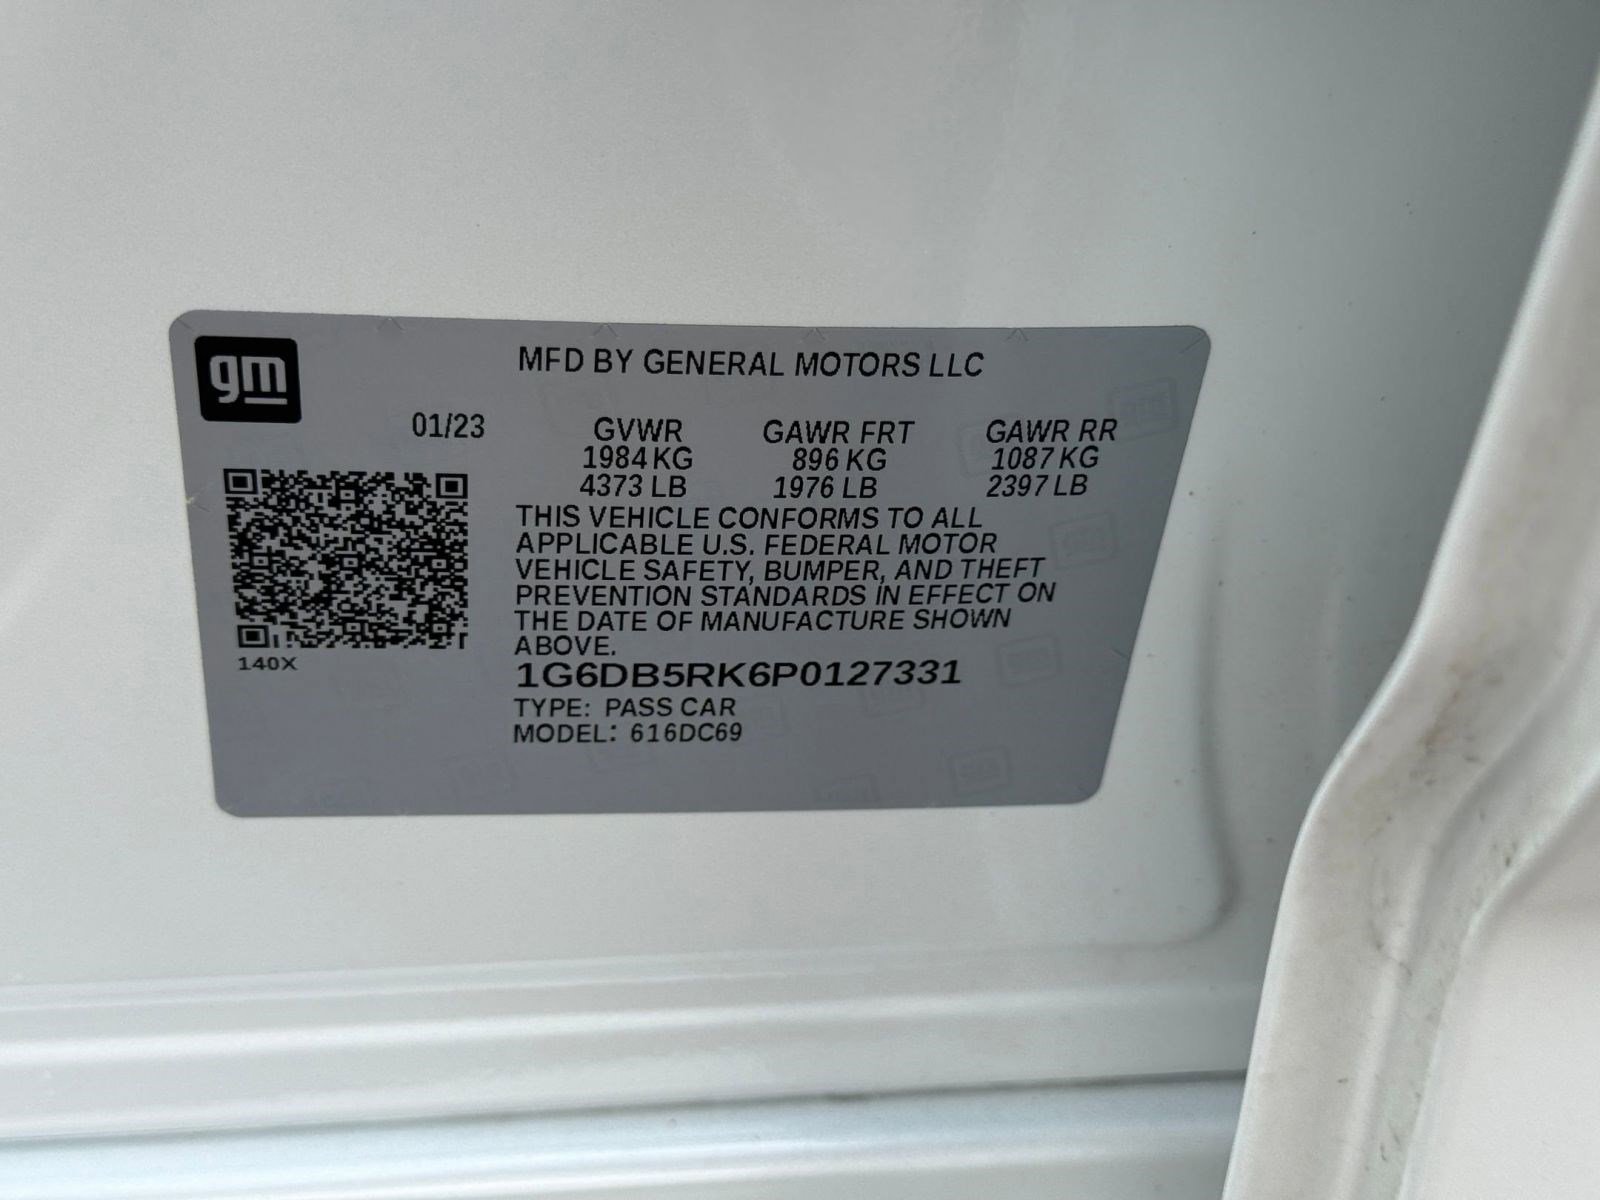 gm
MFD BY GENERAL MOTORS LLC
01/23 GVWR GAWR FRT GAWR RR
1984 KG 896 KG 1087 KG
4373 LB 1976 LB 2397 LB
THIS VEHICLE CONFORMS TO ALL
APPLICABLE U.S. FEDERAL MOTOR
VEHICLE SAFETY, BUMPER, AND THEFT
PREVENTION STANDARDS IN EFFECT ON
THE DATE OF MANUFACTURE SHOWN
ABOVE.
140X
1G6DB5RK6P0127331
TYPE: PASS CAR
MODEL: 616DC69